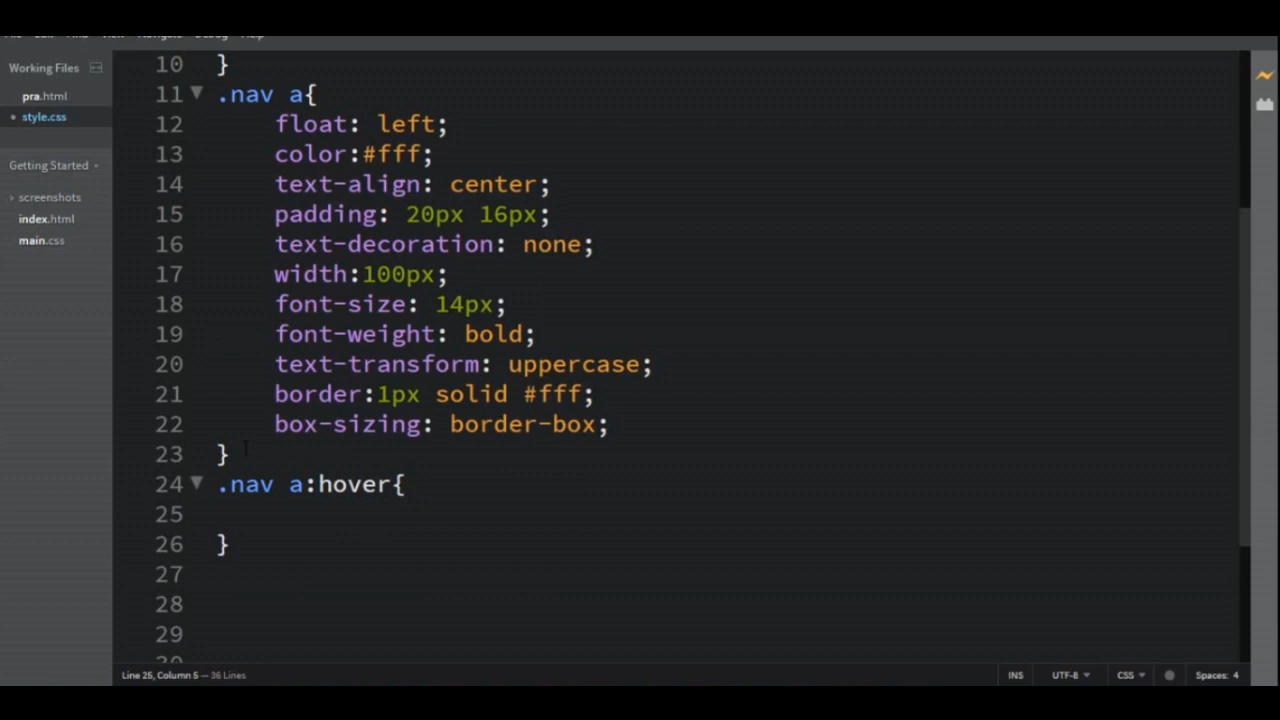 Working Files
pra.html
style.css
Getting Started
screenshots
index.html
main.css
10 }
11 .nav a{
12 float: left;
13 color:#fff;
14 text-align: center;
15 padding: 20px 16px;
16 text-decoration: none;
17 width:100px;
18 font-size: 14px;
19 font-weight: bold;
20 text-transform: uppercase;
21 border:1px solid #fff;
22 box-sizing: border-box;
23 }
24 .nav a:hover{
25
26 }
27
28
29
Line 25, Column 5 — 36 Lines
INS UTF-8 CSS Spaces: 4